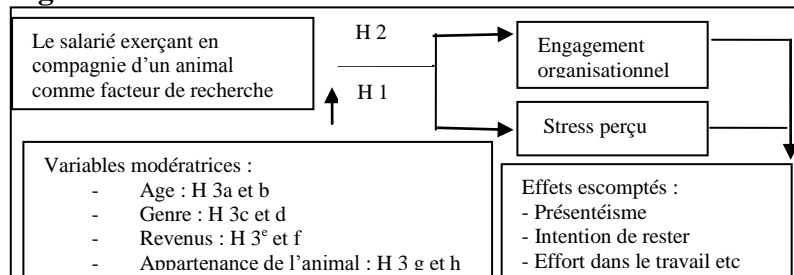 Le salarié exerçant en
compagnie d'un animal
comme facteur de recherche
H 2
H 1
Engagement
organisationnel
Stress perçu
Variables modératrices :
- Age : H 3a et b
- Genre : H 3c et d
- Revenus : H 3ᵉ et f
- Appartenance de l'animal : H 3 g et h
Effets escomptés :
- Présentéisme
- Intention de rester
- Effort dans le travail etc